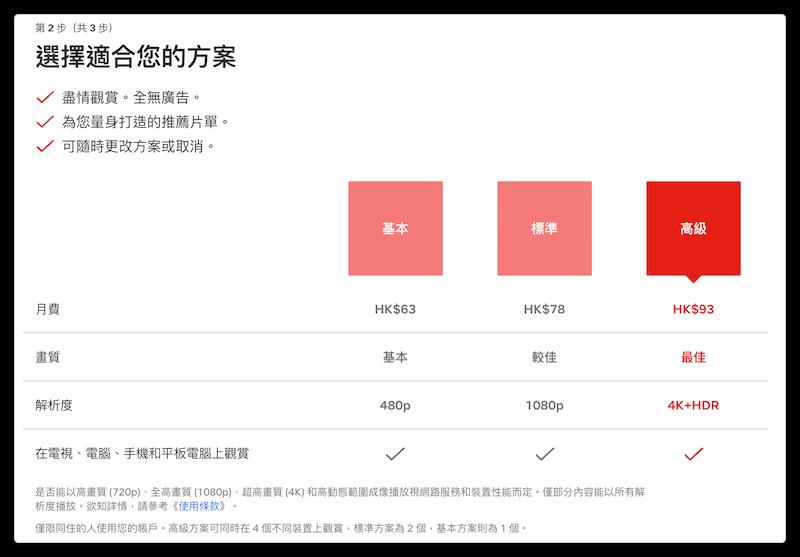 第 2 步（共 3 步）
選擇適合您的方案
盡情觀賞。全無廣告。
為您量身打造的推薦片單。
可隨時更改方案或取消。
基本 標準 高級
月費 HK$63 HK$78 HK$93
畫質 基本 較佳 最佳
解析度 480p 1080p 4K+HDR
在電視、電腦、手機和平板電腦上觀賞
是否能以高畫質 (720p)、全高畫質 (1080p)、超高畫質 (4K) 和高動態範圍成像播放視網路服務和裝置性能而定。僅部分內容能以所有解
析度播放。欲知詳情，請參考《使用條款》。
僅限同住的人使用您的帳戶。高級方案可同時在 4 個不同裝置上觀賞，標準方案為 2 個，基本方案則為 1 個。